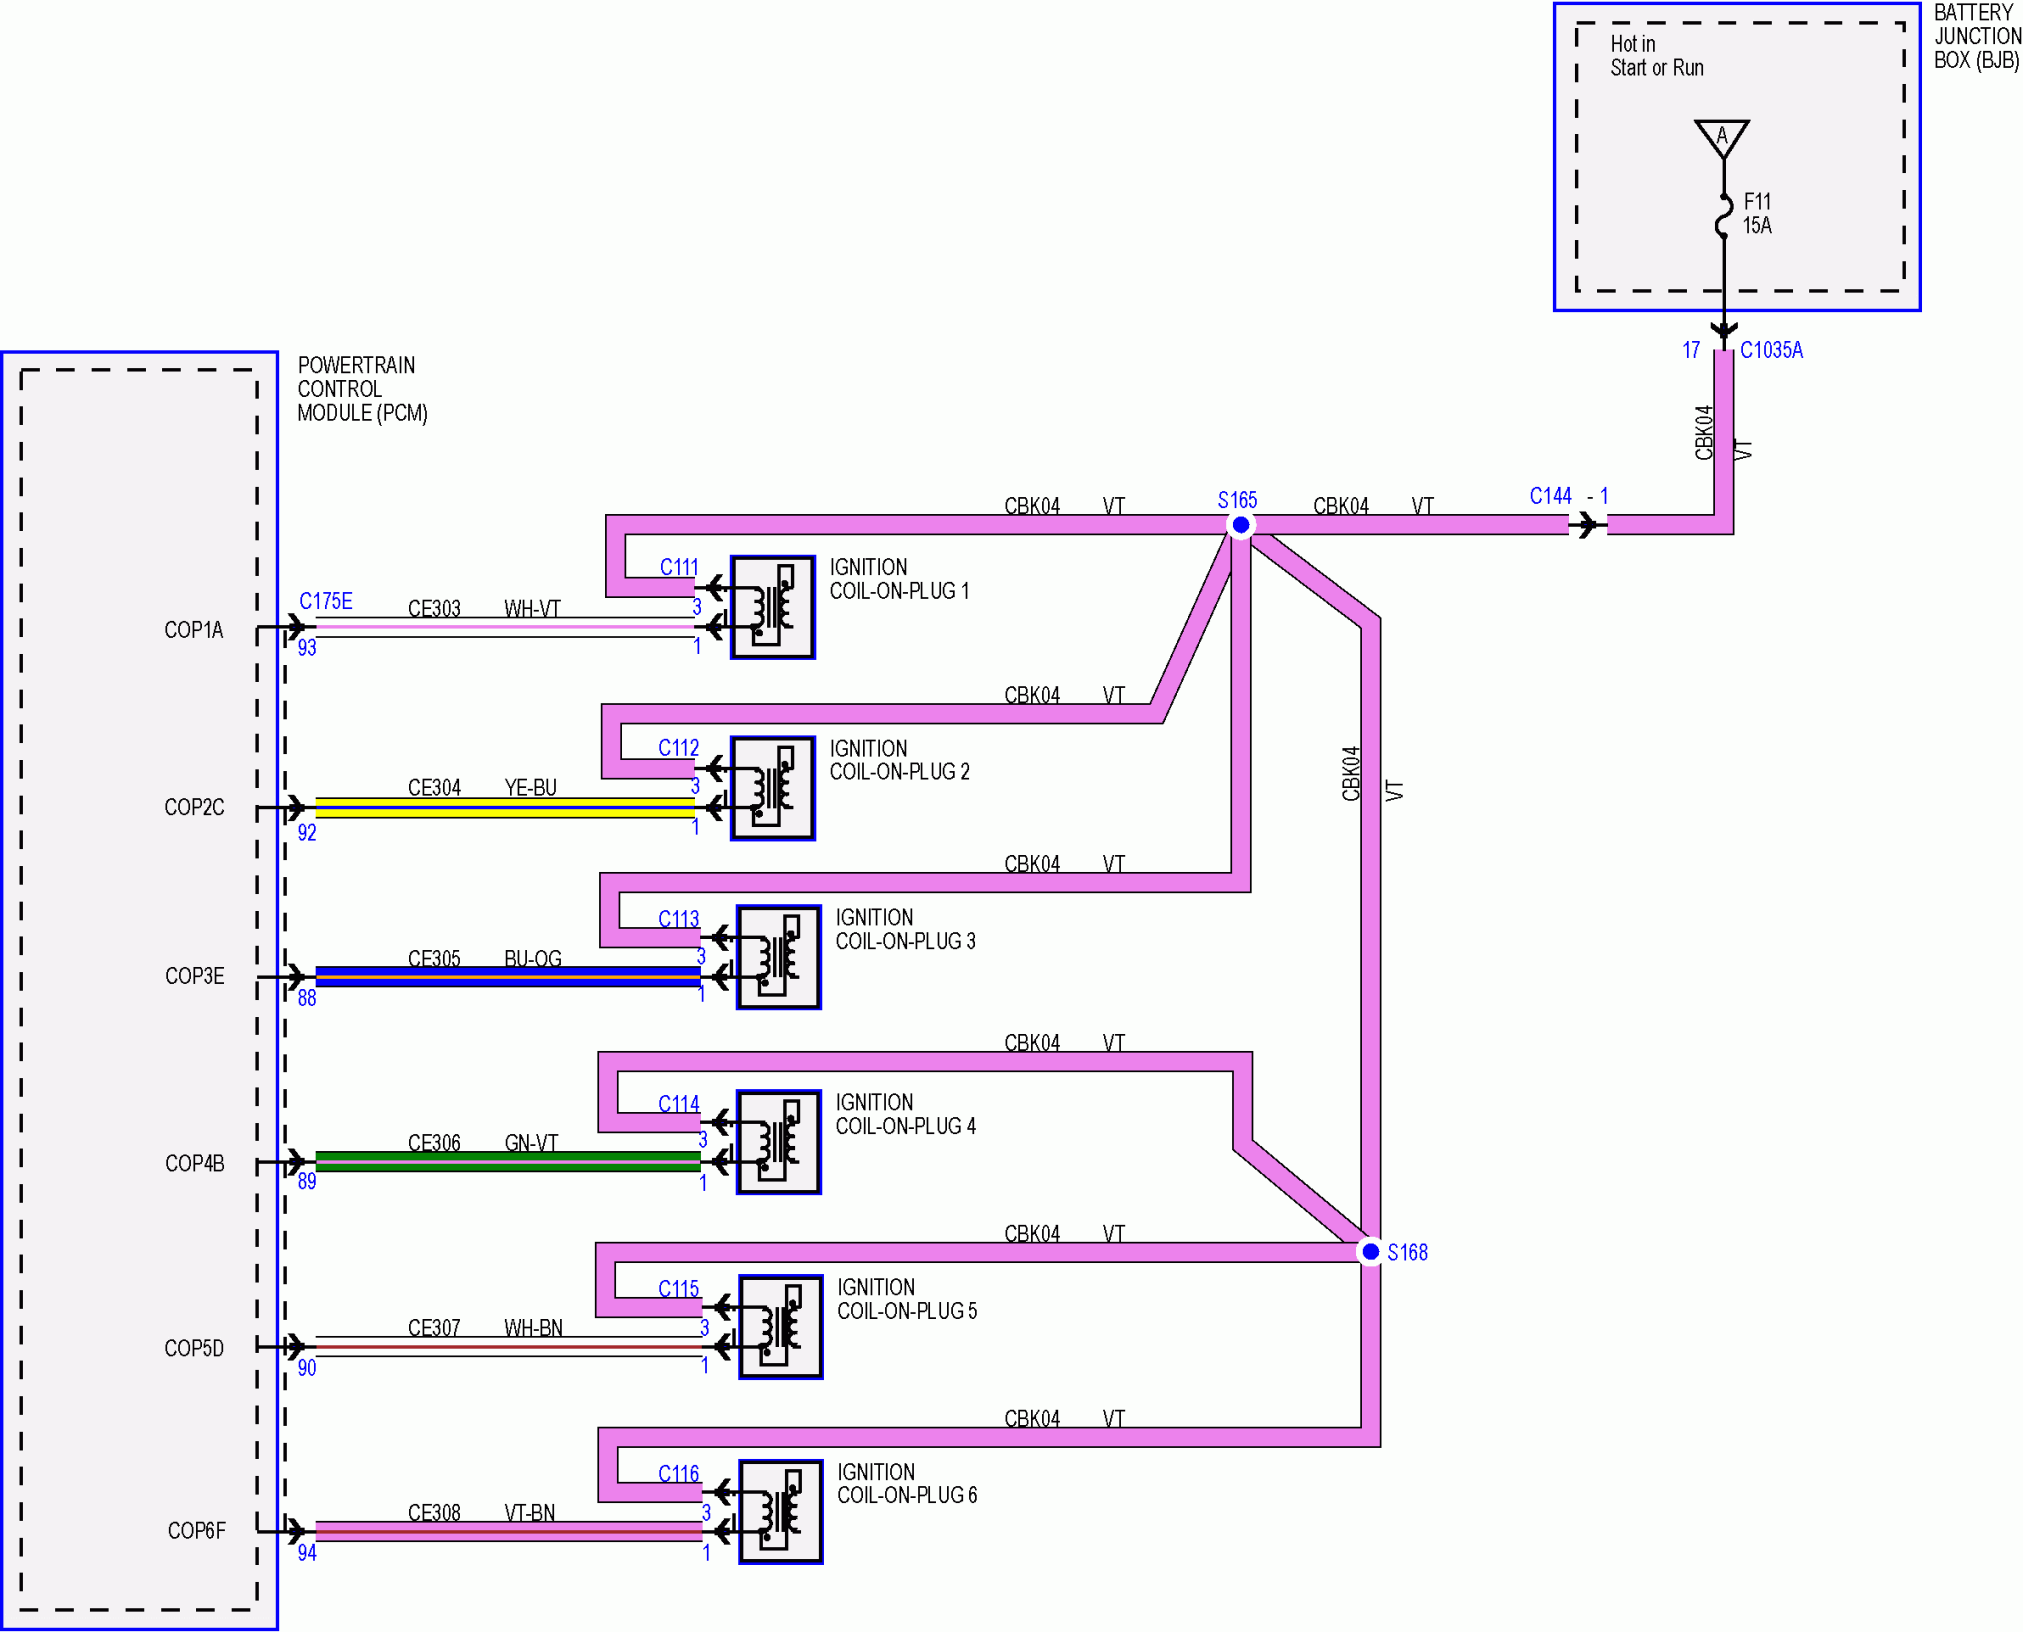 BATTERY
JUNCTION
BOX (BJB)
Hot in
Start or Run
A
F11
15A
17 C1035A
CBK04
VT
POWERTRAIN
CONTROL
MODULE (PCM)
CBK04 VT
S165
CBK04 VT
C144 - 1
C111
3
IGNITION
COIL-ON-PLUG 1
COP1A
C175E
93
CE303 WH-VT
1
CBK04 VT
C112
3
IGNITION
COIL-ON-PLUG 2
CBK04
VT
COP2C
92
CE304 YE-BU
1
CBK04 VT
C113
3
IGNITION
COIL-ON-PLUG 3
COP3E
88
CE305 BU-OG
1
CBK04 VT
C114
3
IGNITION
COIL-ON-PLUG 4
COP4B
89
CE306 GN-VT
1
CBK04 VT
S168
C115
3
IGNITION
COIL-ON-PLUG 5
COP5D
90
CE307 WH-BN
1
CBK04 VT
C116
3
IGNITION
COIL-ON-PLUG 6
COP6F
94
CE308 VT-BN
1